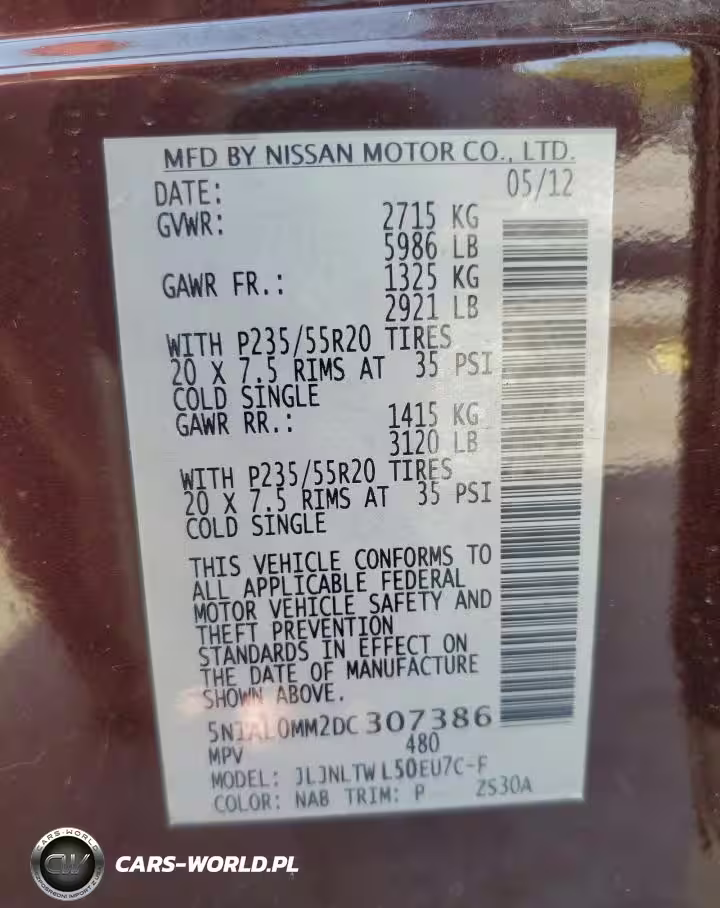 MFD BY NISSAN MOTOR CO., LTD.
DATE: 05/12
GVWR: 2715 KG
5986 LB
GAWR FR.: 1325 KG
2921 LB
WITH P235/55R20 TIRES
20 X 7.5 RIMS AT 35 PSI
COLD SINGLE
GAWR RR.: 1415 KG
3120 LB
WITH P235/55R20 TIRES
20 X 7.5 RIMS AT 35 PSI
COLD SINGLE
THIS VEHICLE CONFORMS TO
ALL APPLICABLE FEDERAL
MOTOR VEHICLE SAFETY AND
THEFT PREVENTION
STANDARDS IN EFFECT ON
THE DATE OF MANUFACTURE
SHOWN ABOVE.
5N1AL0MM2DC307386
MPV 480
MODEL: JLJNLTWL50EU7C-F
COLOR: NAB TRIM: P ZS30A
CARS-WORLD
CW
CARS-WORLD.PL